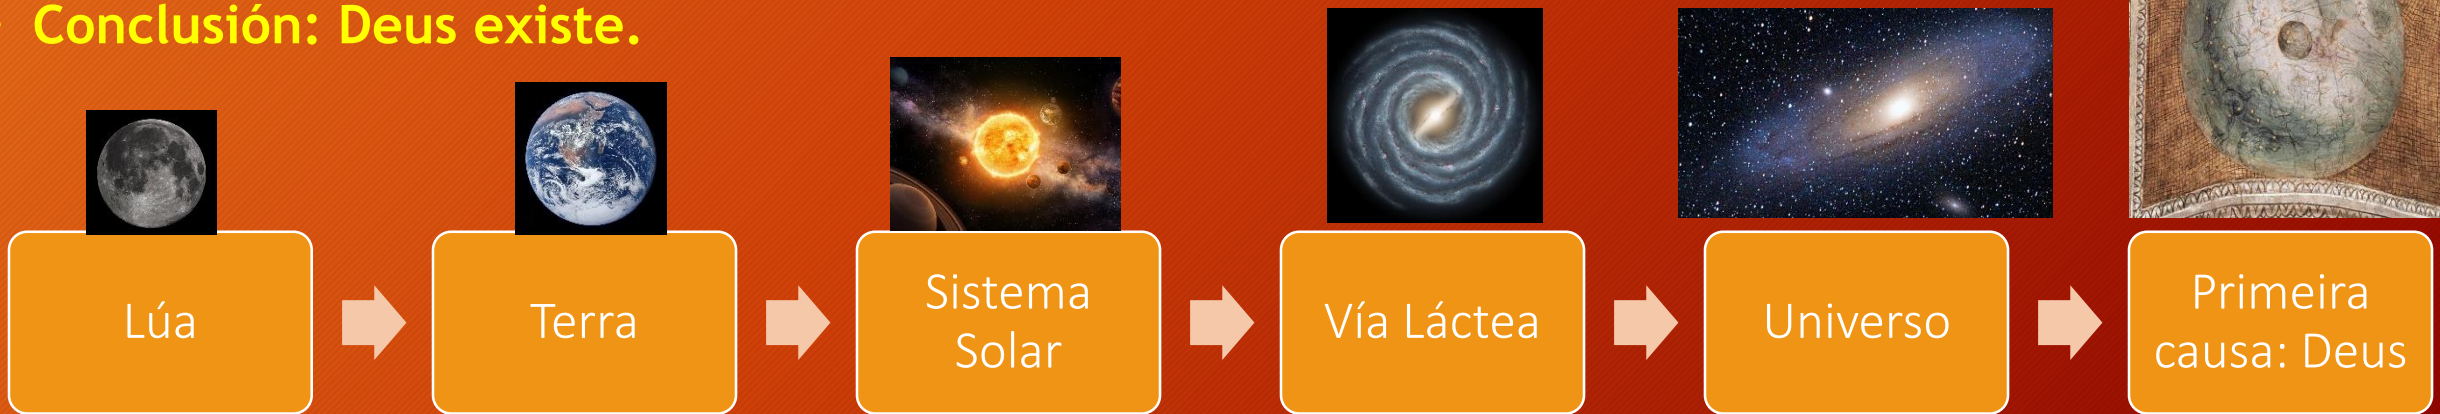 Conclusión: Deus existe.
Lúa
Terra
Sistema
Solar
Vía Láctea
Universo
Primeira
causa: Deus